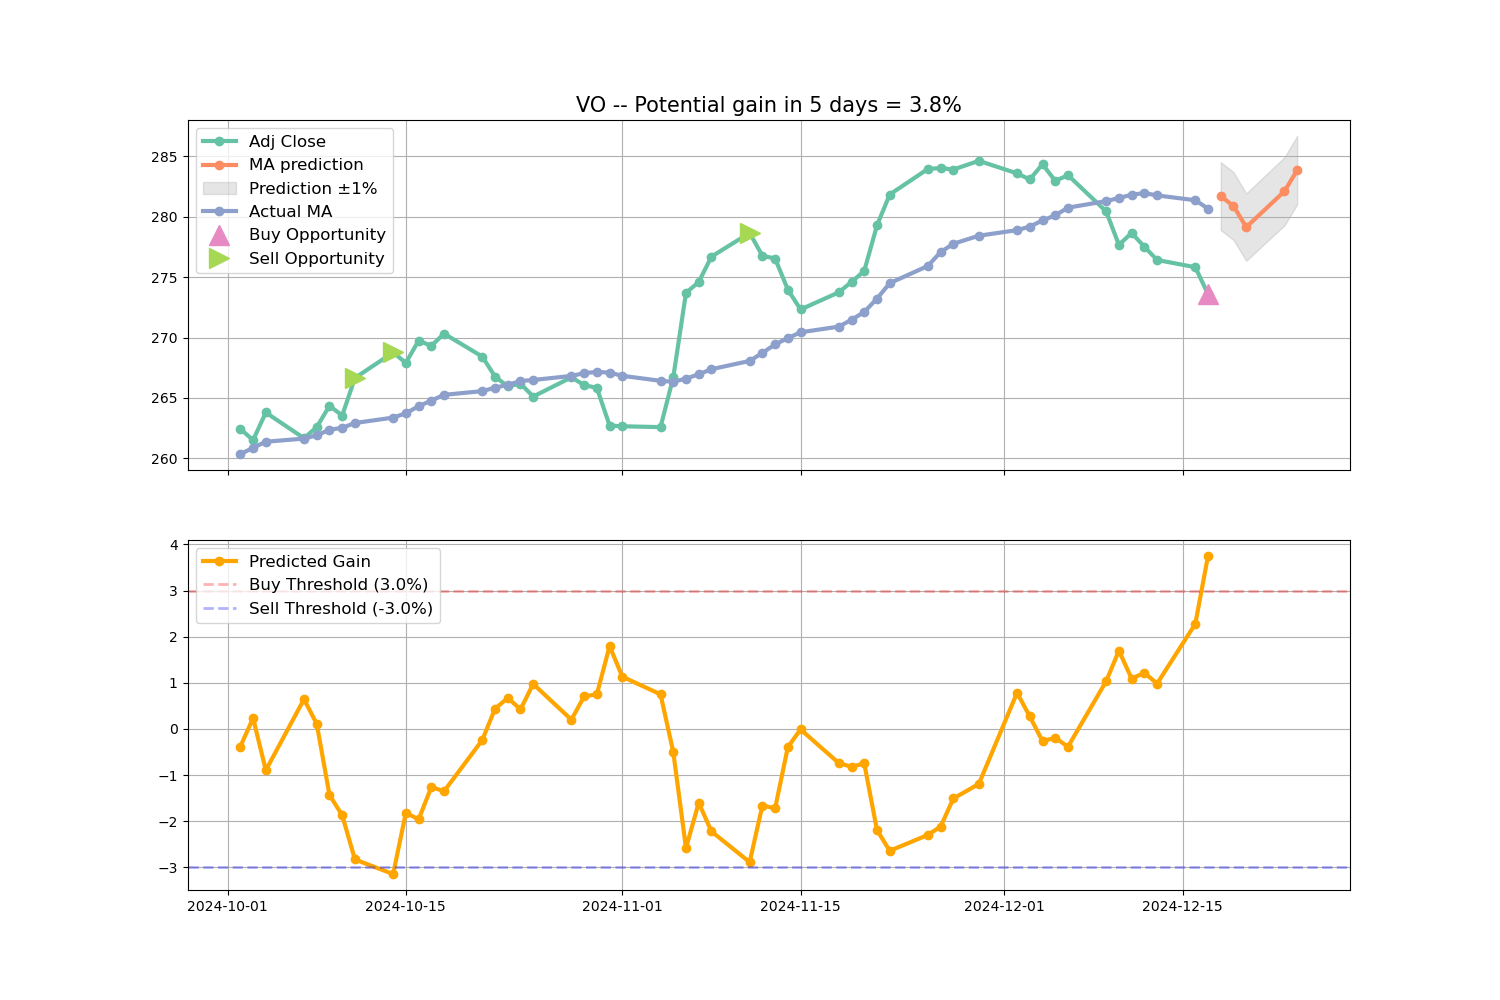 VO -- Potential gain in 5 days = 3.8%
Adj Close
MA prediction
Prediction ±1%
Actual MA
Buy Opportunity
Sell Opportunity
285
280
275
270
265
260
Predicted Gain
Buy Threshold (3.0%)
Sell Threshold (-3.0%)
4
3
2
1
0
−1
−2
−3
2024-10-01
2024-10-15
2024-11-01
2024-11-15
2024-12-01
2024-12-15